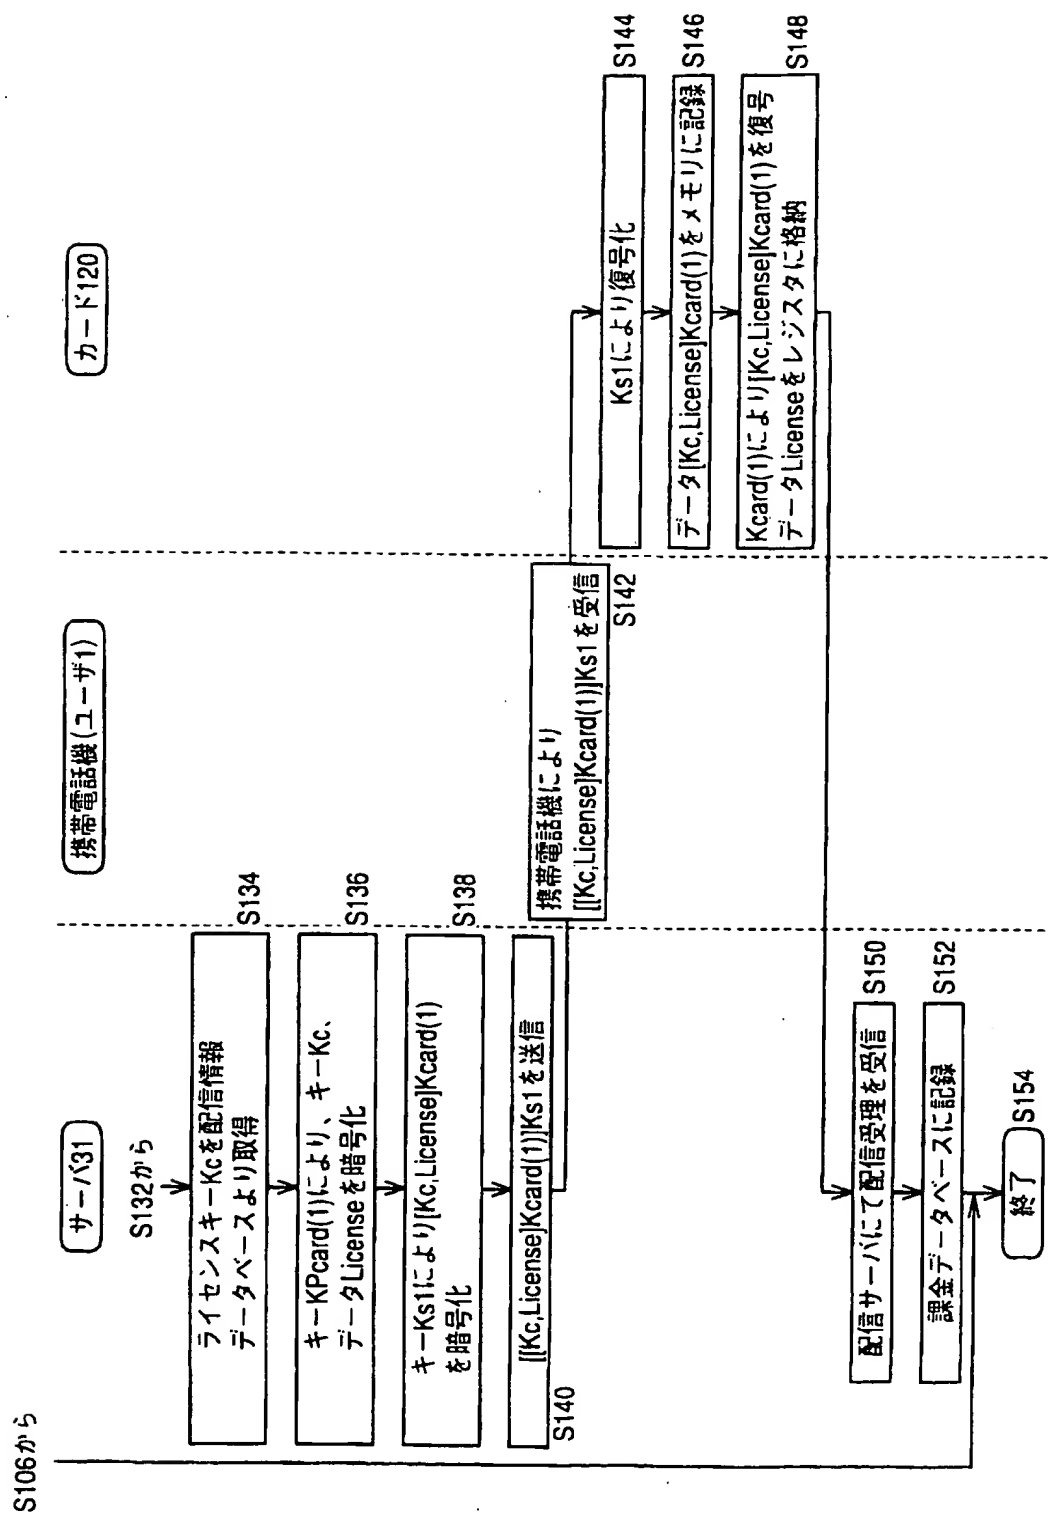 S106から
サーバ31
携帯電話機(ユーザ1)
カード120
S132から
ライセンスキーKcを配信情報
データベースより取得
S134
キーKPcard(1)により、キーKc、
データLicenseを暗号化
S136
キーKs1により[Kc,License]Kcard(1)
を暗号化
S138
[[Kc,License]Kcard(1)]Ks1を送信
S140
携帯電話機により
[[Kc,License]Kcard(1)]Ks1を受信
S142
Ks1により復号化
S144
データ[Kc,License]Kcard(1)をメモリに記録
S146
Kcard(1)により[Kc,License]Kcard(1)を復号
データLicenseをレジスタに格納
S148
配信サーバにて配信受理を受信
S150
課金データベースに記録
S152
終了
S154